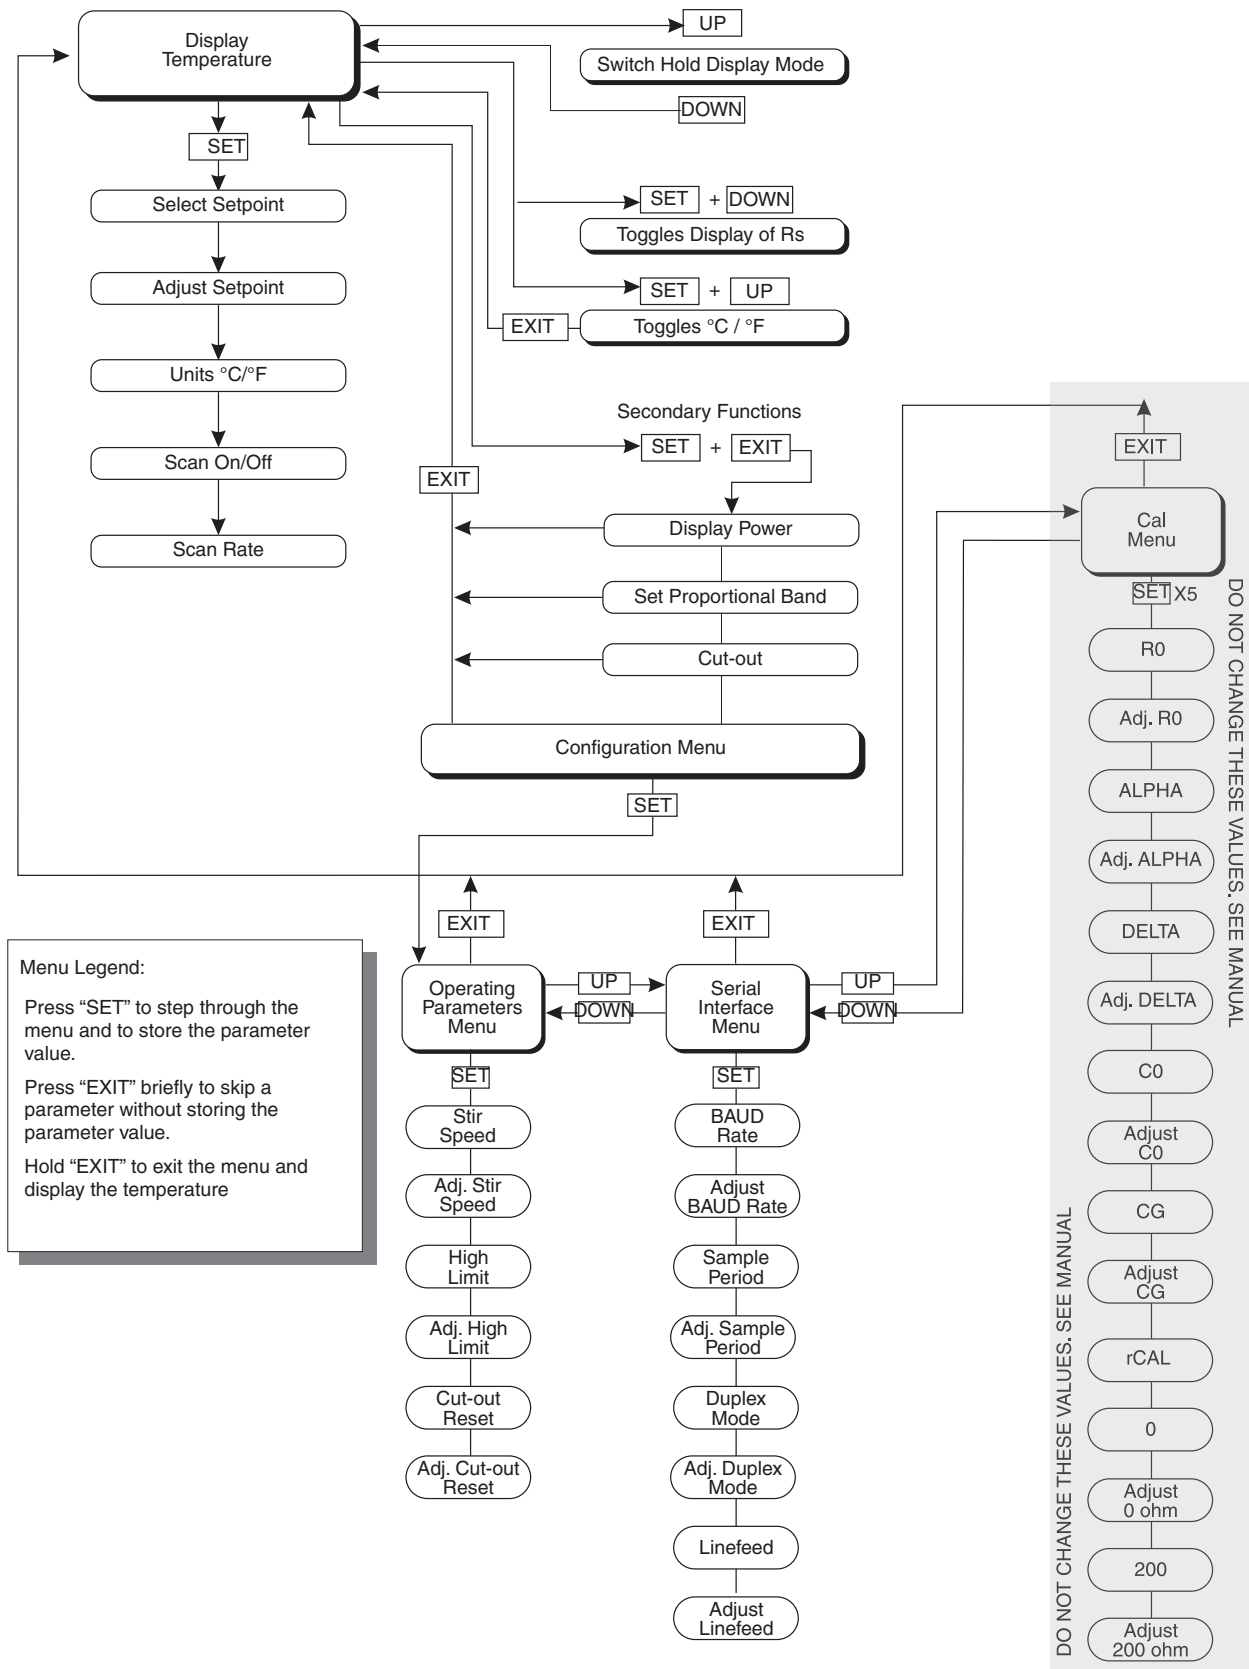 Display
Temperature
UP
Switch Hold Display Mode
DOWN
SET
Select Setpoint
Adjust Setpoint
Units °C/°F
Scan On/Off
Scan Rate
SET + DOWN
Toggles Display of Rs
SET + UP
EXIT
Toggles °C / °F
Secondary Functions
SET + EXIT
EXIT
Display Power
Set Proportional Band
Cut-out
Configuration Menu
SET
EXIT
EXIT
Operating
Parameters
Menu
UP
DOWN
Serial
Interface
Menu
UP
DOWN
SET
Stir
Speed
Adj. Stir
Speed
High
Limit
Adj. High
Limit
Cut-out
Reset
Adj. Cut-out
Reset
SET
BAUD
Rate
Adjust
BAUD Rate
Sample
Period
Adj. Sample
Period
Duplex
Mode
Adj. Duplex
Mode
Linefeed
Adjust
Linefeed
EXIT
Cal
Menu
SET X5
R0
Adj. R0
ALPHA
Adj. ALPHA
DELTA
Adj. DELTA
C0
Adjust
C0
CG
Adjust
CG
rCAL
0
Adjust
0 ohm
200
Adjust
200 ohm
DO NOT CHANGE THESE VALUES. SEE MANUAL
DO NOT CHANGE THESE VALUES. SEE MANUAL
Menu Legend:
Press “SET” to step through the
menu and to store the parameter
value.
Press “EXIT” briefly to skip a
parameter without storing the
parameter value.
Hold “EXIT” to exit the menu and
display the temperature